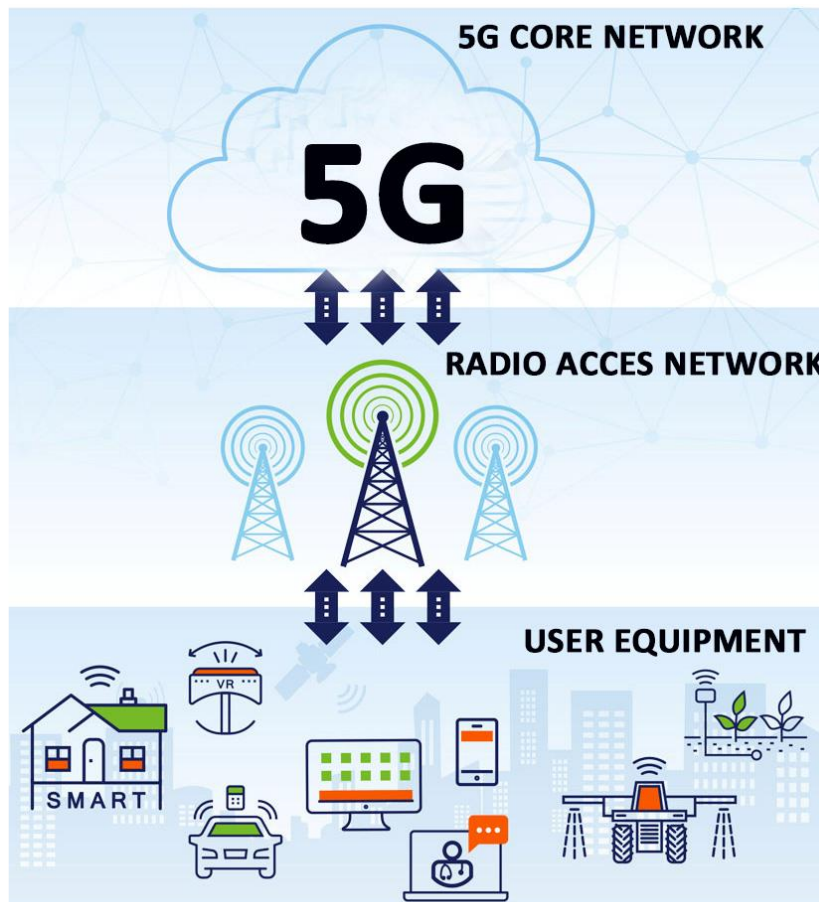 5G CORE NETWORK
5G
RADIO ACCES NETWORK
USER EQUIPMENT
VR
SMART